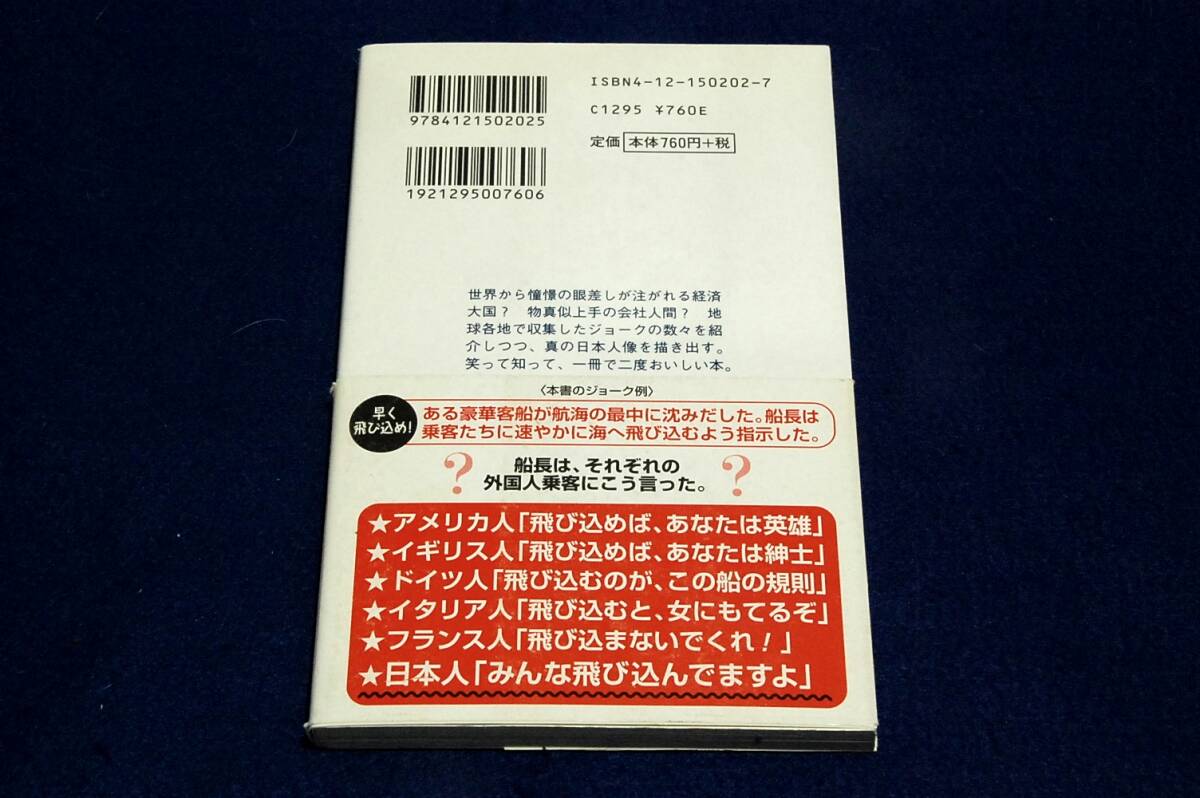 ISBN4-12-150202-7
C1295 ¥760E
定価 本体760円+税
9784121502025
1921295007606
世界から憧憬の眼差しが注がれる経済
大国? 物真似上手の会社人間? 地
球各地で収集したジョークの数々を紹
介しつつ、真の日本人像を描き出す。
笑って知って、一冊で二度おいしい本。
〈本書のジョーク例〉
早く
飛び込め!
ある豪華客船が航海の最中に沈みだした。船長は
乗客たちに速やかに海へ飛び込むよう指示した。
? 船長は、それぞれの ?
外国人乗客にこう言った。
★アメリカ人「飛び込めば、あなたは英雄」
★イギリス人「飛び込めば、あなたは紳士」
★ドイツ人「飛び込むのが、この船の規則」
★イタリア人「飛び込むと、女にもてるぞ」
★フランス人「飛び込まないでくれ!」
★日本人「みんな飛び込んでますよ」